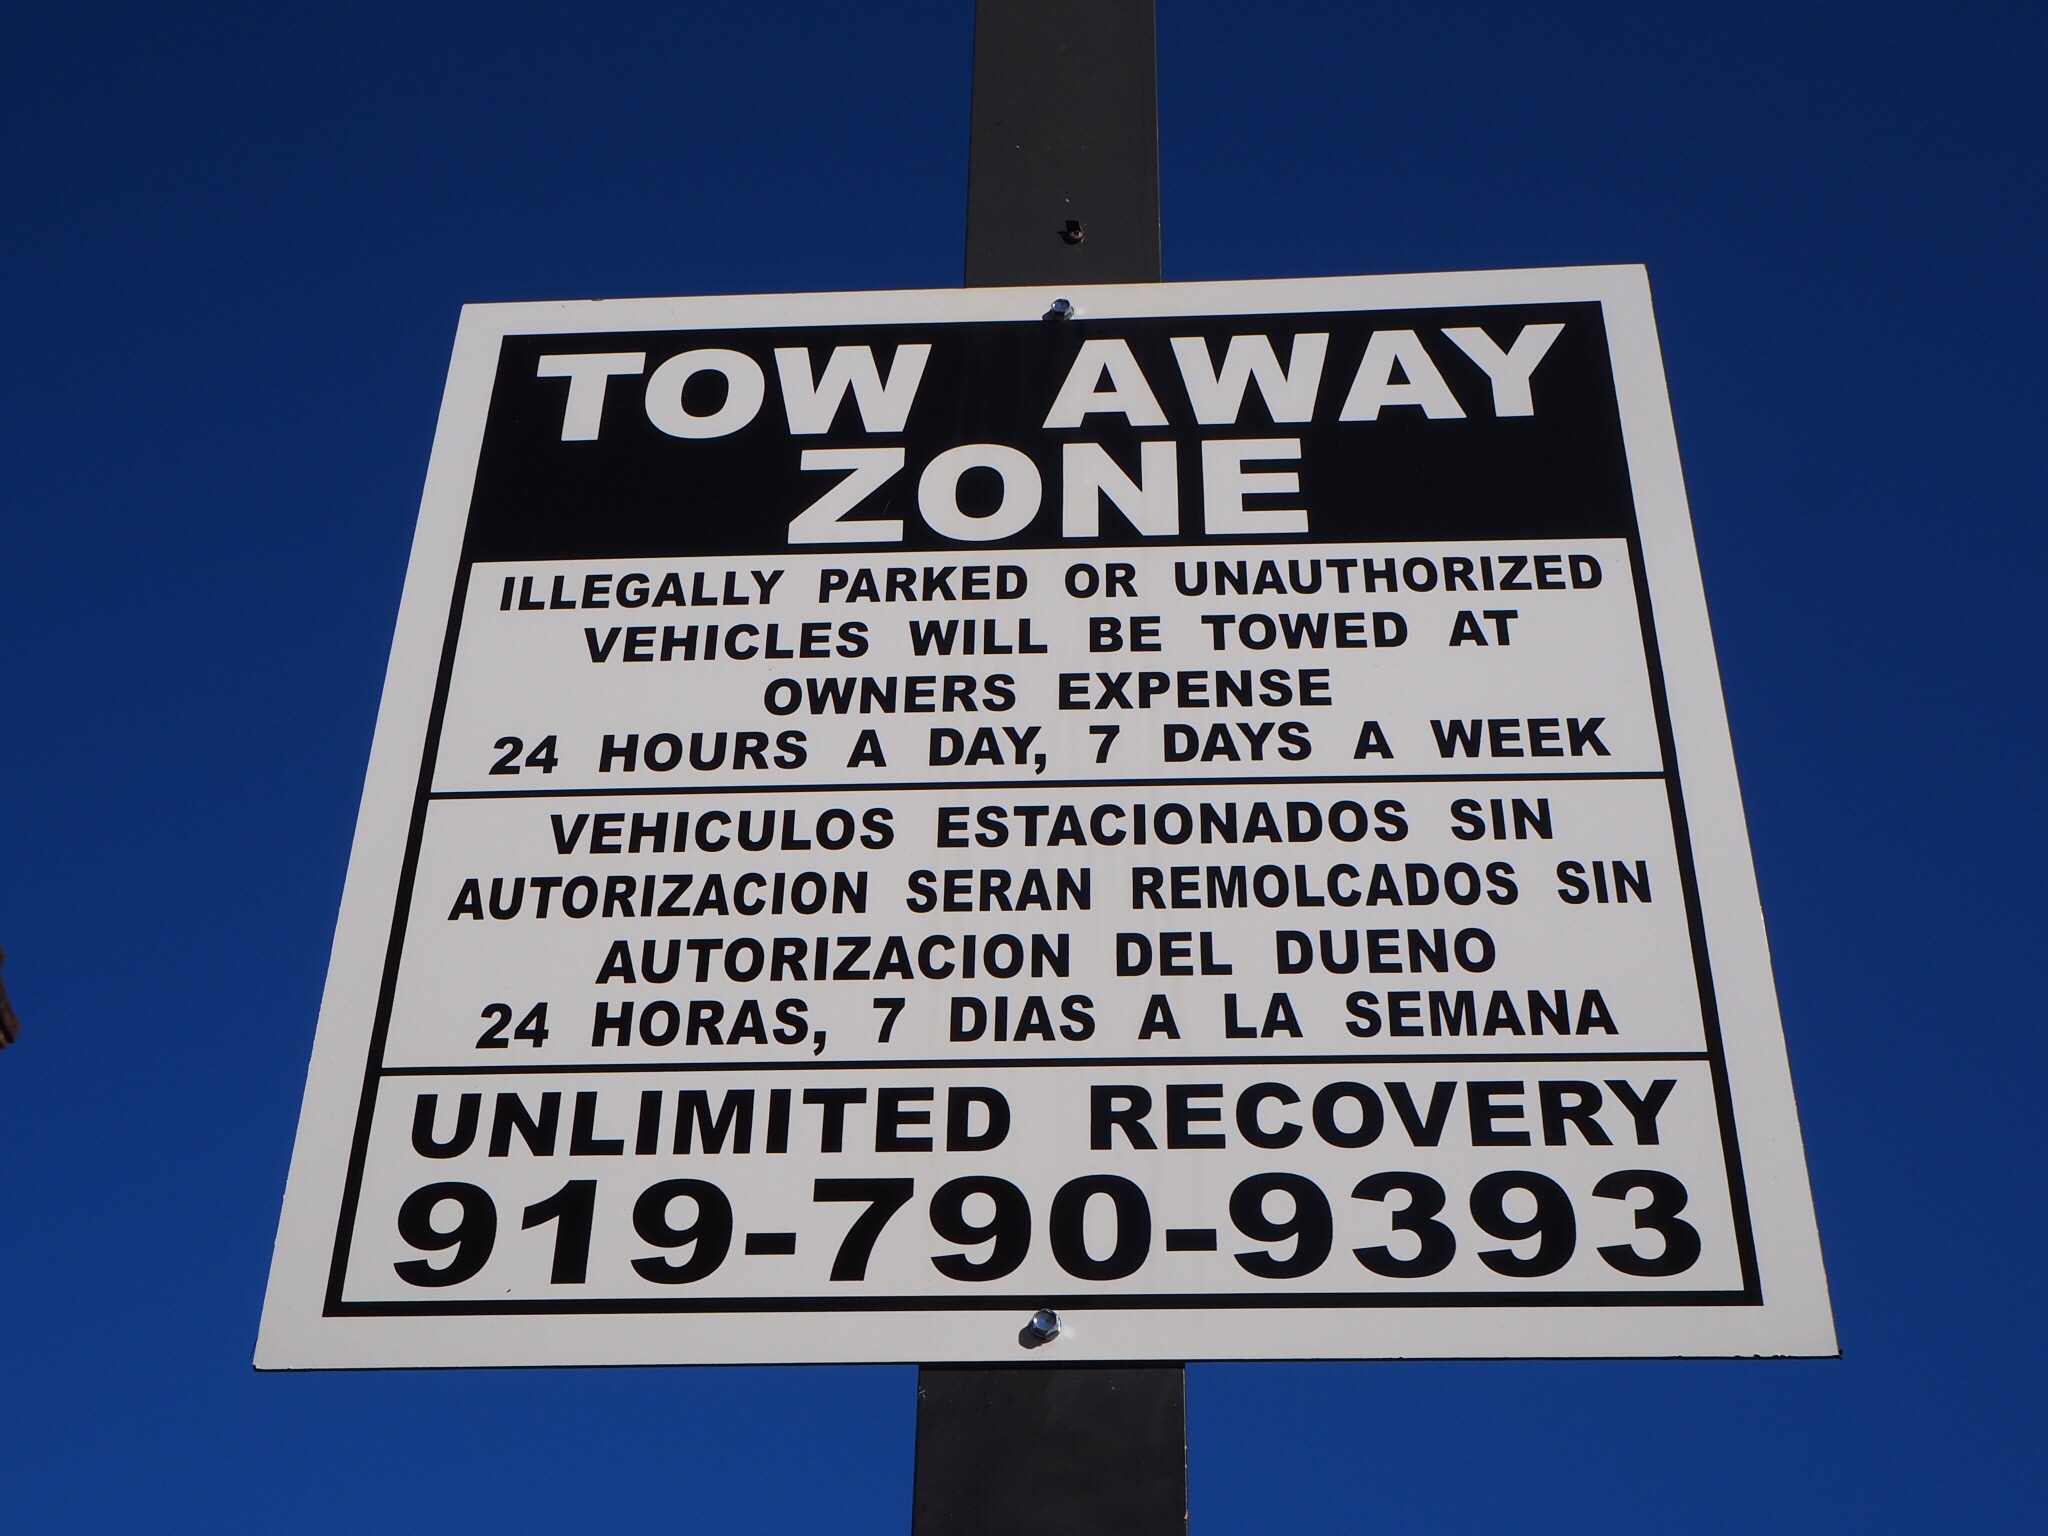 TOW AWAY
ZONE
ILLEGALLY PARKED OR UNAUTHORIZED
VEHICLES WILL BE TOWED AT
OWNERS EXPENSE
24 HOURS A DAY, 7 DAYS A WEEK
VEHICULOS ESTACIONADOS SIN
AUTORIZACION SERAN REMOLCADOS SIN
AUTORIZACION DEL DUENO
24 HORAS, 7 DIAS A LA SEMANA
UNLIMITED RECOVERY
919-790-9393